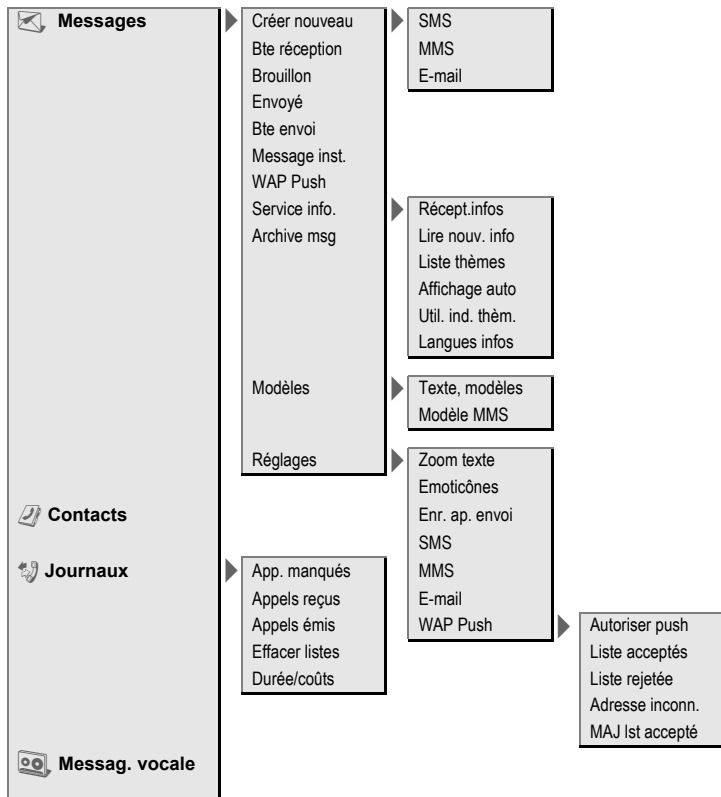 Messages
Créer nouveau
SMS
Bte réception
MMS
Brouillon
E-mail
Envoyé
Bte envoi
Message inst.
WAP Push
Service info.
Récept.infos
Archive msg
Lire nouv. info
Liste thèmes
Affichage auto
Util. ind. thèm.
Langues infos
Modèles
Texte, modèles
Modèle MMS
Réglages
Zoom texte
Emoticônes
Enr. ap. envoi
SMS
MMS
E-mail
WAP Push
Autoriser push
Liste acceptés
Liste rejetée
Adresse inconn.
MAJ lst accepté
Contacts
Journaux
App. manqués
Appels reçus
Appels émis
Effacer listes
Durée/coûts
Messag. vocale